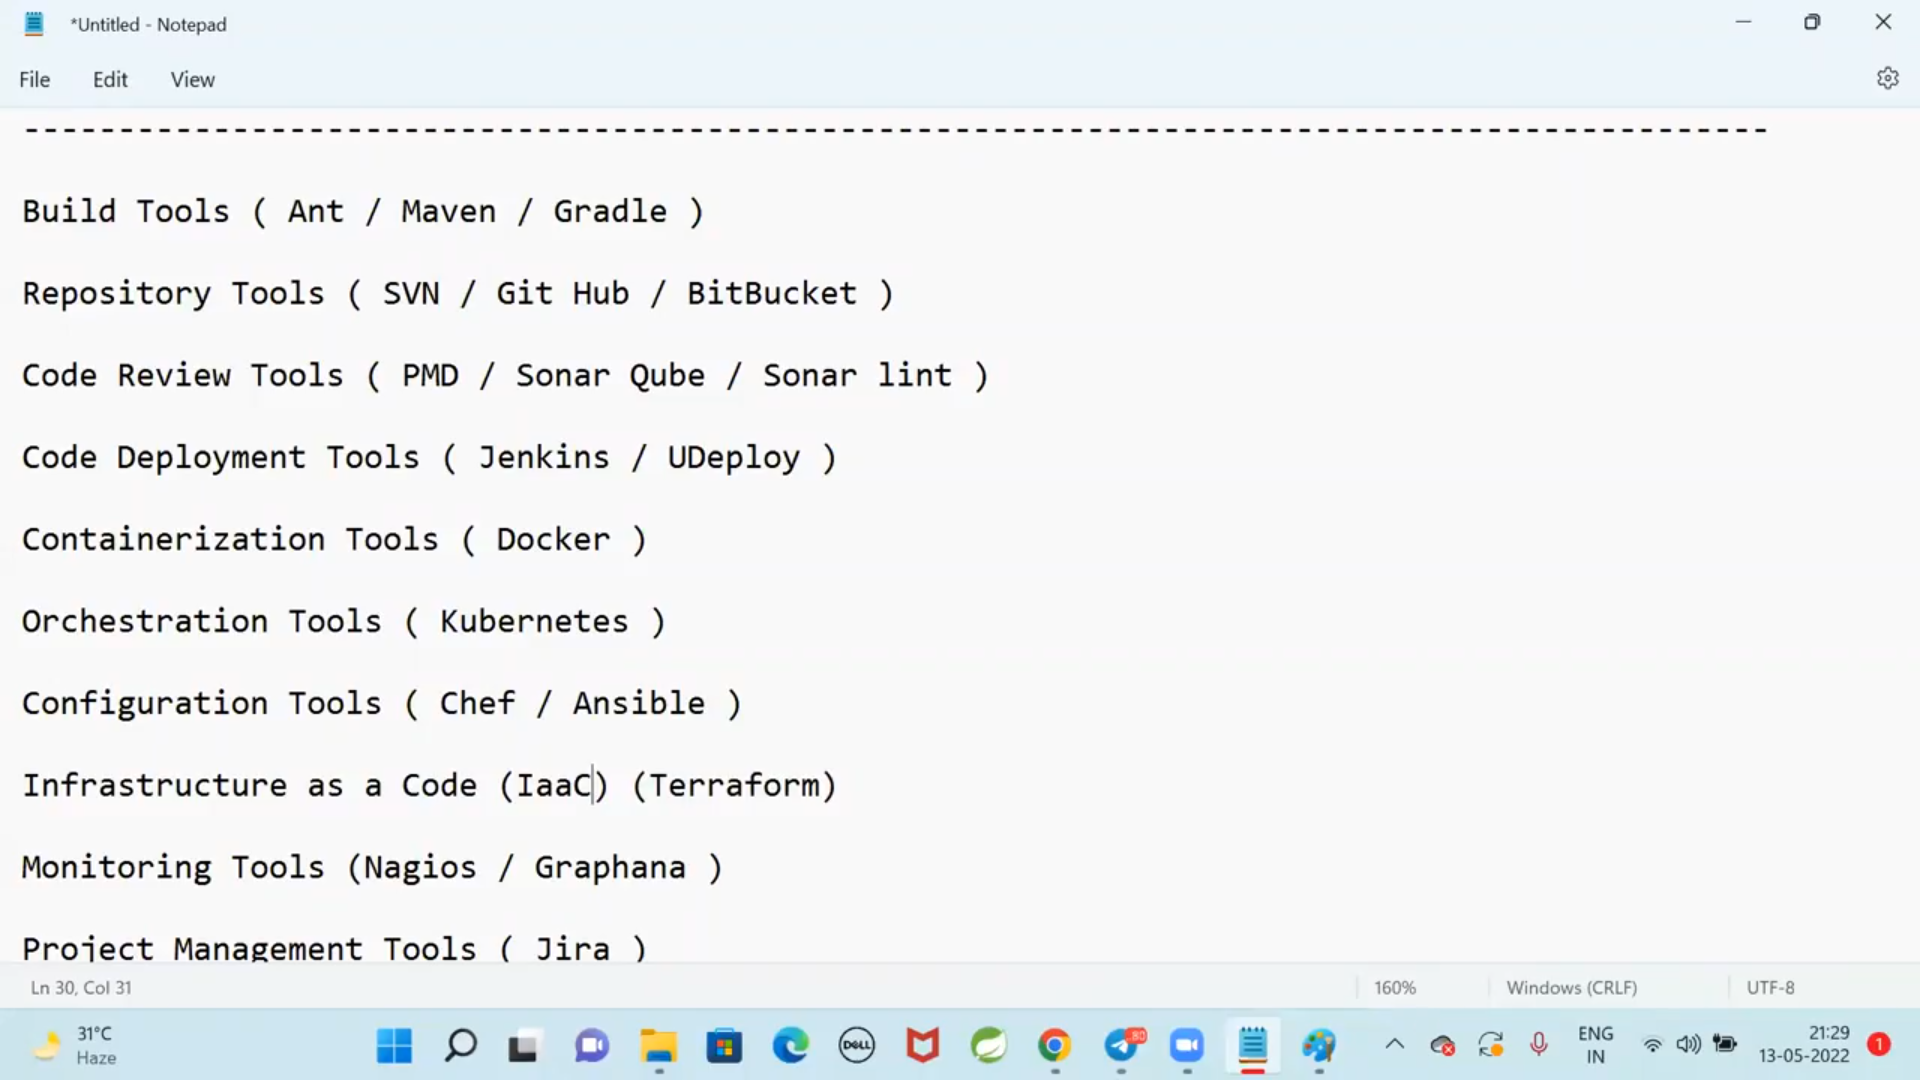 *Untitled - Notepad
File Edit View
--------------------------------------------------------------------------------------------
Build Tools ( Ant / Maven / Gradle )
Repository Tools ( SVN / Git Hub / BitBucket )
Code Review Tools ( PMD / Sonar Qube / Sonar lint )
Code Deployment Tools ( Jenkins / UDeploy )
Containerization Tools ( Docker )
Orchestration Tools ( Kubernetes )
Configuration Tools ( Chef / Ansible )
Infrastructure as a Code (IaaC) (Terraform)
Monitoring Tools (Nagios / Graphana )
Project Management Tools ( Jira )
Ln 30, Col 31 160% Windows (CRLF) UTF-8
31°C
Haze
DELL
80
ENG
IN
21:29
13-05-2022
1